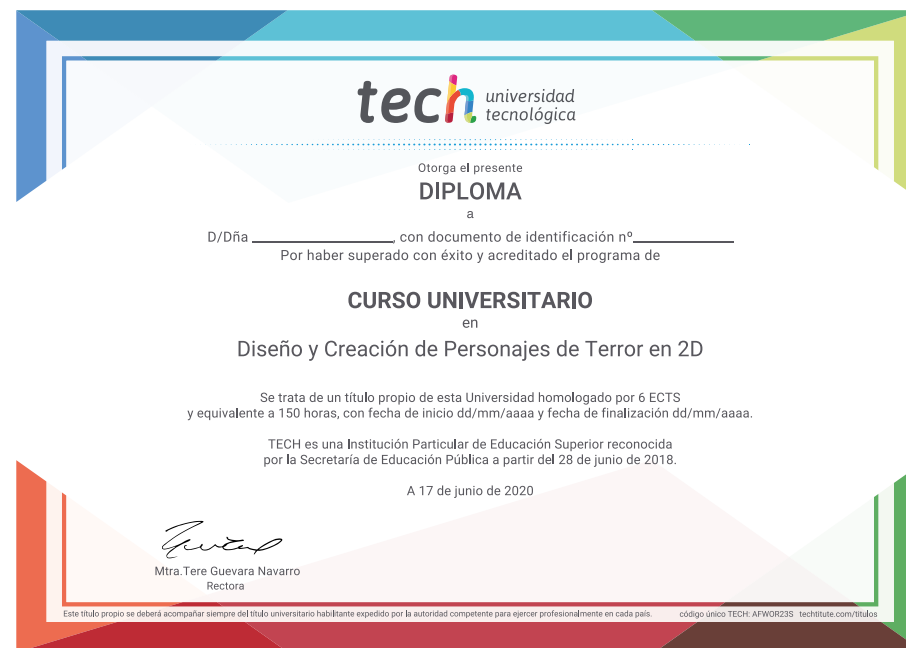 tech universidad
tecnológica
Otorga el presente
DIPLOMA
a
D/Dña ____________________, con documento de identificación nº______________
Por haber superado con éxito y acreditado el programa de
CURSO UNIVERSITARIO
en
Diseño y Creación de Personajes de Terror en 2D
Se trata de un título propio de esta Universidad homologado por 6 ECTS
y equivalente a 150 horas, con fecha de inicio dd/mm/aaaa y fecha de finalización dd/mm/aaaa.
TECH es una Institución Particular de Educación Superior reconocida
por la Secretaría de Educación Pública a partir del 28 de junio de 2018.
A 17 de junio de 2020
Mtra.Tere Guevara Navarro
Rectora
Este título propio se deberá acompañar siempre del título universitario habilitante expedido por la autoridad competente para ejercer profesionalmente en cada país. código único TECH: AFWOR23S techtitute.com/títulos